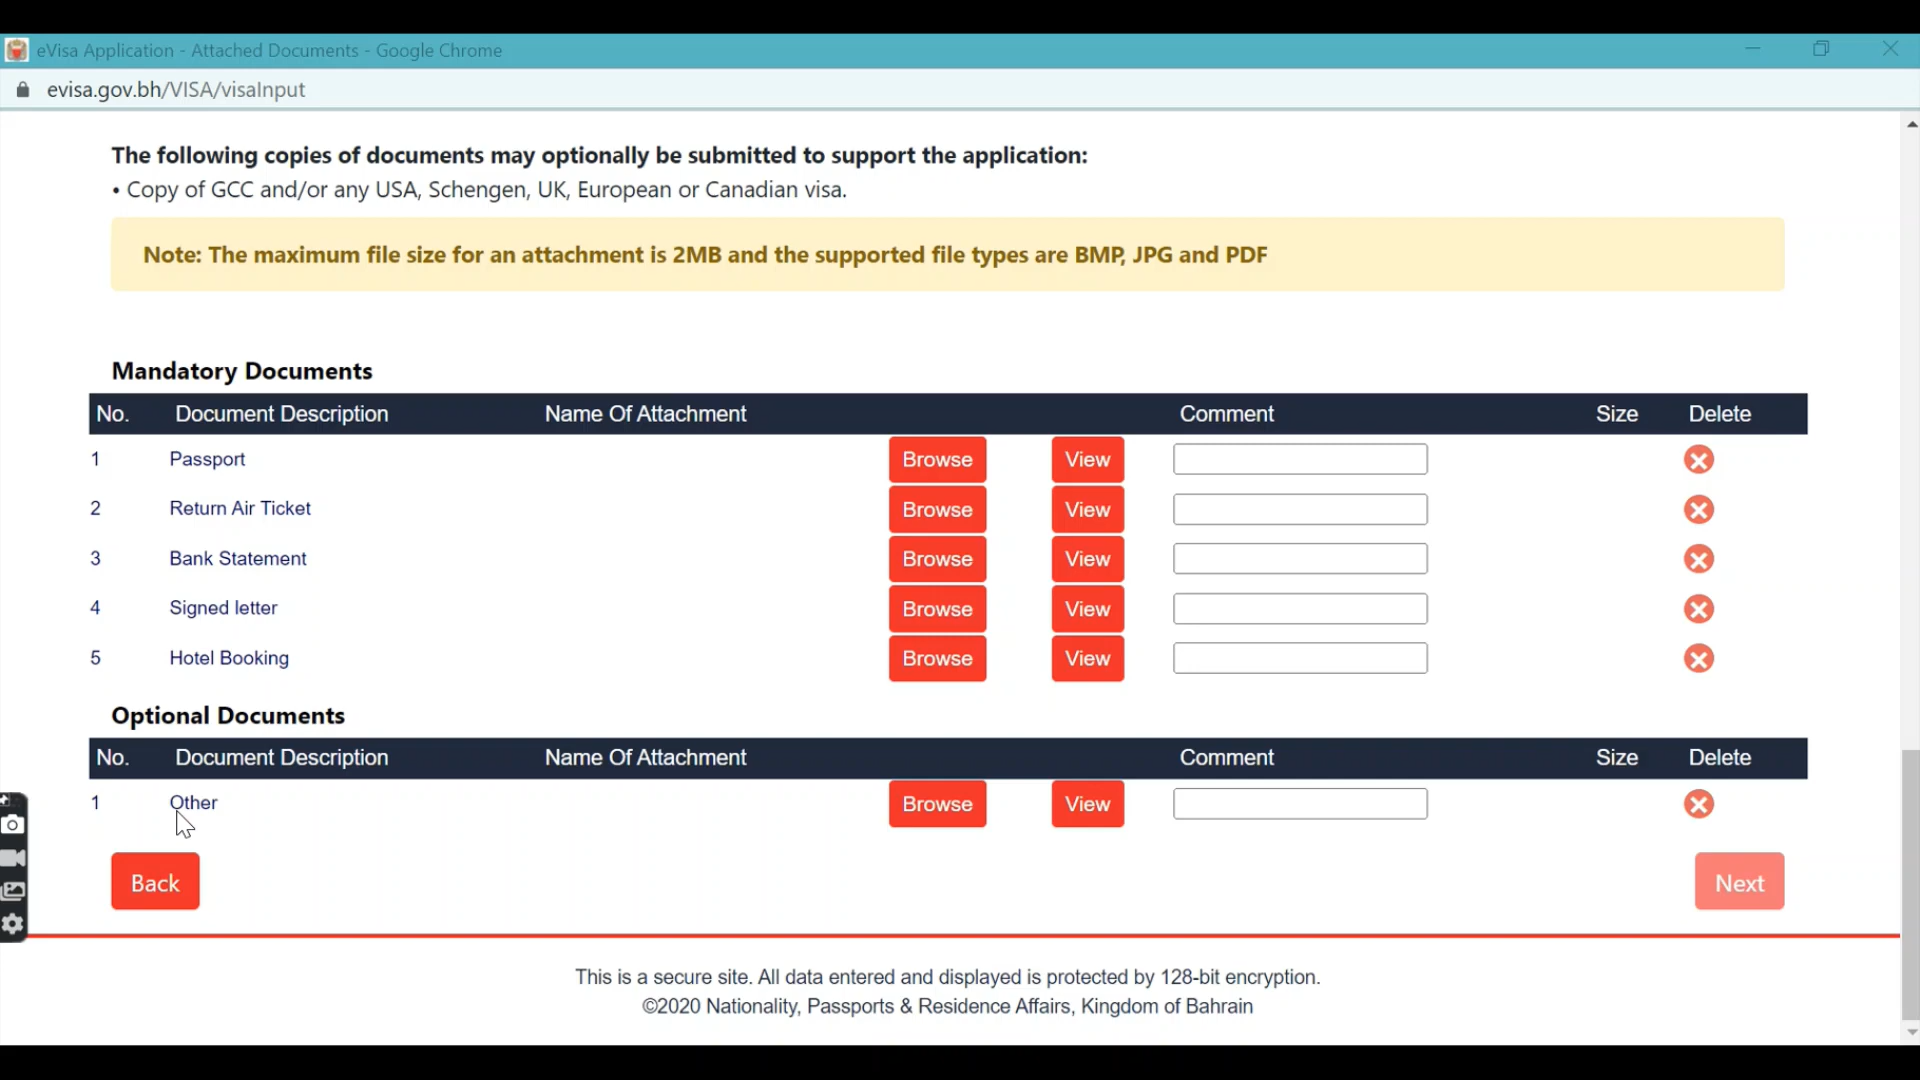 eVisa Application - Attached Documents - Google Chrome
evisa.gov.bh/VISA/visaInput
The following copies of documents may optionally be submitted to support the application:
• Copy of GCC and/or any USA, Schengen, UK, European or Canadian visa.
Note: The maximum file size for an attachment is 2MB and the supported file types are BMP, JPG and PDF
Mandatory Documents
No. Document Description Name Of Attachment Comment Size Delete
1 Passport Browse View
2 Return Air Ticket Browse View
3 Bank Statement Browse View
4 Signed letter Browse View
5 Hotel Booking Browse View
Optional Documents
No. Document Description Name Of Attachment Comment Size Delete
1 Other Browse View
Back Next
This is a secure site. All data entered and displayed is protected by 128-bit encryption.
©2020 Nationality, Passports & Residence Affairs, Kingdom of Bahrain